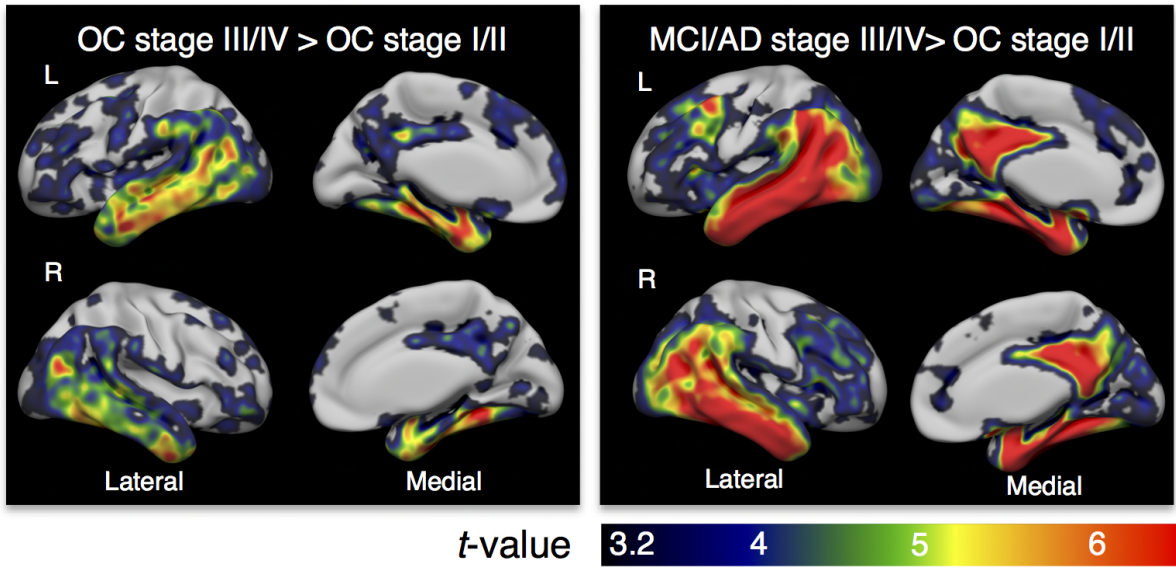 OC stage III/IV > OC stage I/II
L
R
Lateral
Medial
MCI/AD stage III/IV> OC stage I/II
L
R
Lateral
Medial
t-value
3.2 4 5 6